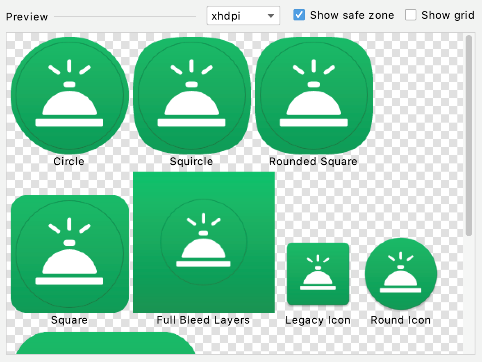 Preview
xhdpi
Show safe zone
Show grid
Circle
Squircle
Rounded Square
Square
Full Bleed Layers
Legacy Icon
Round Icon